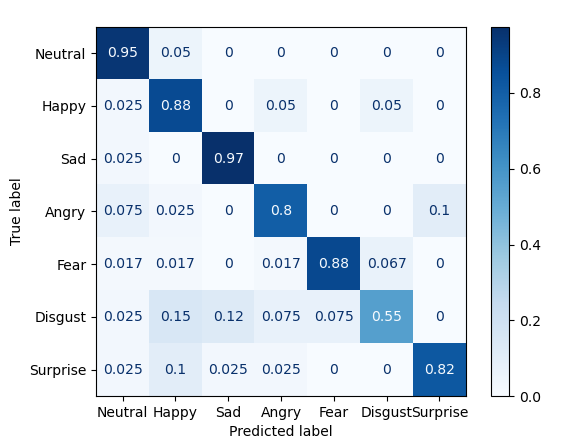 Neutral 0.95 0.05 0 0 0 0 0
Happy 0.025 0.88 0 0.05 0 0.05 0
Sad 0.025 0 0.97 0 0 0 0
Angry 0.075 0.025 0 0.8 0 0 0.1
Fear 0.017 0.017 0 0.017 0.88 0.067 0
Disgust 0.025 0.15 0.12 0.075 0.075 0.55 0
Surprise 0.025 0.1 0.025 0.025 0 0 0.82
Neutral Happy Sad Angry Fear Disgust Surprise
Predicted label
True label
0.8
0.6
0.4
0.2
0.0